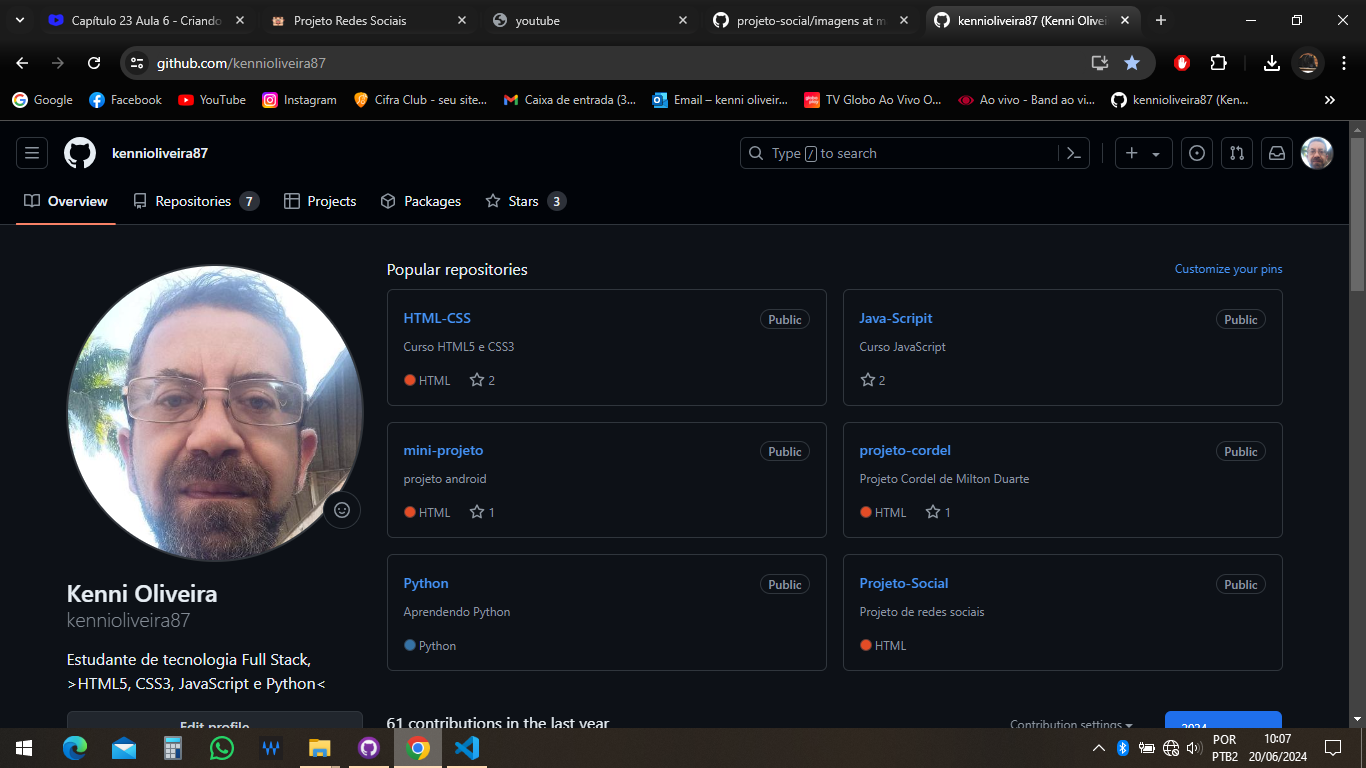 Capítulo 23 Aula 6 - Criando
Projeto Redes Sociais
youtube
projeto-social/imagens at m
kennioliveira87 (Kenni Olivei
github.com/kennioliveira87
Google
Facebook
YouTube
Instagram
Cifra Club - seu site...
Caixa de entrada (3...
Email – kenni oliveir...
TV Globo Ao Vivo O...
Ao vivo - Band ao vi...
kennioliveira87 (Ken...
kennioliveira87
Type / to search
Overview
Repositories 7
Projects
Packages
Stars 3
Popular repositories
Customize your pins
HTML-CSS
Public
Curso HTML5 e CSS3
HTML
2
Java-Scripit
Public
Curso JavaScript
2
mini-projeto
Public
projeto android
HTML
1
projeto-cordel
Public
Projeto Cordel de Milton Duarte
HTML
1
Python
Public
Aprendendo Python
Python
Projeto-Social
Public
Projeto de redes sociais
HTML
Kenni Oliveira
kennioliveira87
Estudante de tecnologia Full Stack,
>HTML5, CSS3, JavaScript e Python<
Edit profile
61 contributions in the last year
Contribution settings
2024
POR
PTB2
10:07
20/06/2024